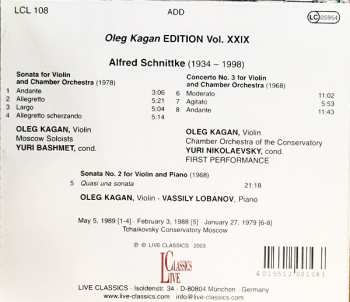 LCL 108
ADD
LC 05954
Oleg Kagan EDITION Vol. XXIX
Alfred Schnittke (1934 – 1998)
Sonata for Violin
and Chamber Orchestra (1978)
1 Andante 3:06
2 Allegretto 5:21
3 Largo 6:04
4 Allegretto scherzando 5:14
OLEG KAGAN, Violin
Moscow Soloists
YURI BASHMET, cond.
Concerto No. 3 for Violin
and Chamber Orchestra (1968)
6 Moderato 11:02
7 Agitato 5:53
8 Andante 11:43
OLEG KAGAN, Violin
Chamber Orchestra of the Conservatory
YURI NIKOLAEVSKY, cond.
FIRST PERFORMANCE
Sonata No. 2 for Violin and Piano (1968)
5 Quasi una sonata 21:18
OLEG KAGAN, Violin - VASSILY LOBANOV, Piano
May 5, 1989 [1-4] - February 3, 1988 [5] - January 27, 1979 [6-8]
Tchaikovsky Conservatory Moscow
℗ © LIVE CLASSICS 2003
LIVE CLASSICS
LIVE CLASSICS - Isoldenstr. 34 - D-80804 München - Germany
info@live-classics.com - www.live-classics.com